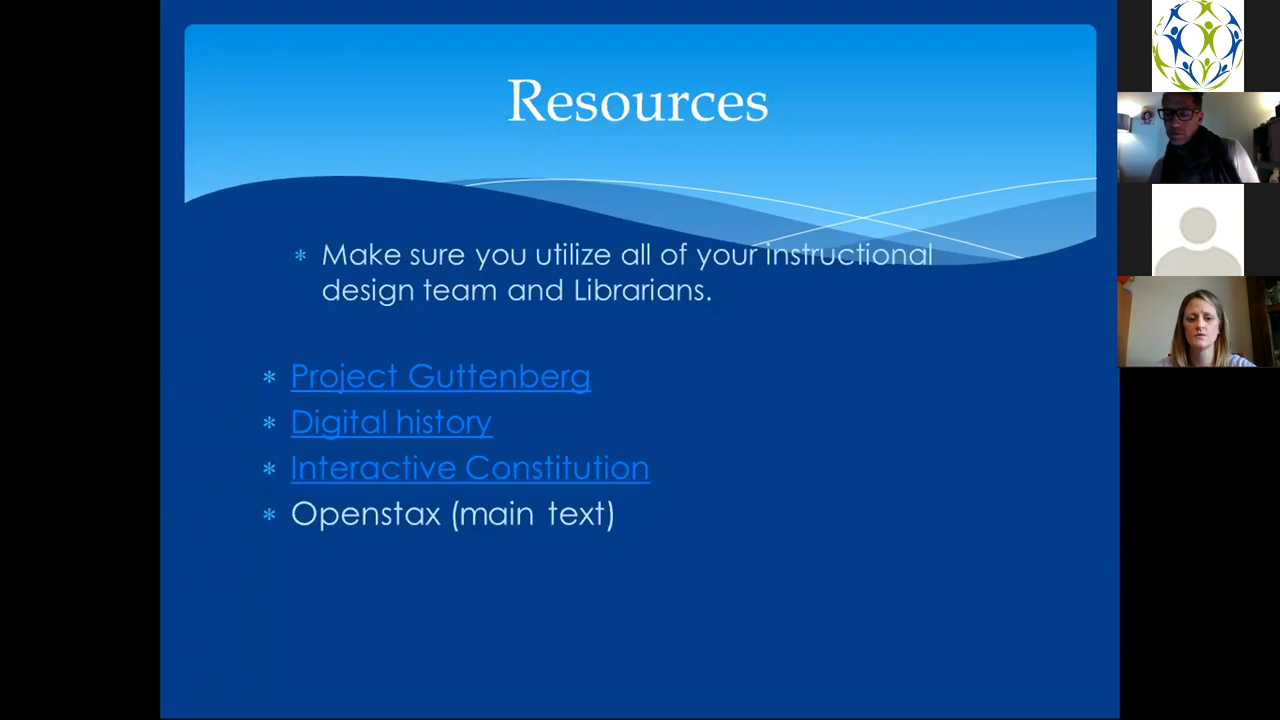 Resources
* Make sure you utilize all of your instructional
design team and Librarians.
* Project Guttenberg
* Digital history
* Interactive Constitution
* Openstax (main text)